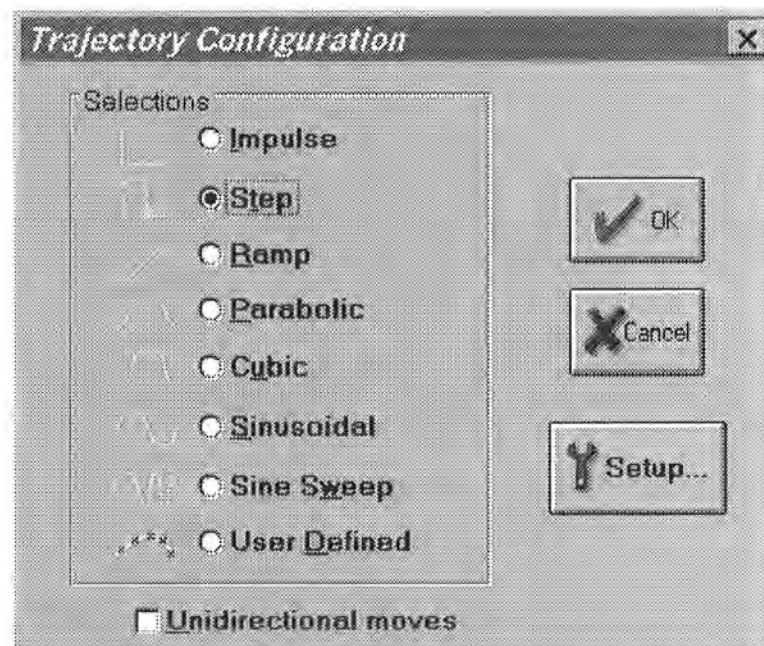 Trajectory Configuration
Selections
Impulse
Step
Ramp
Parabolic
Cubic
Sinusoidal
Sine Sweep
User Defined
Unidirectional moves
OK
Cancel
Setup...